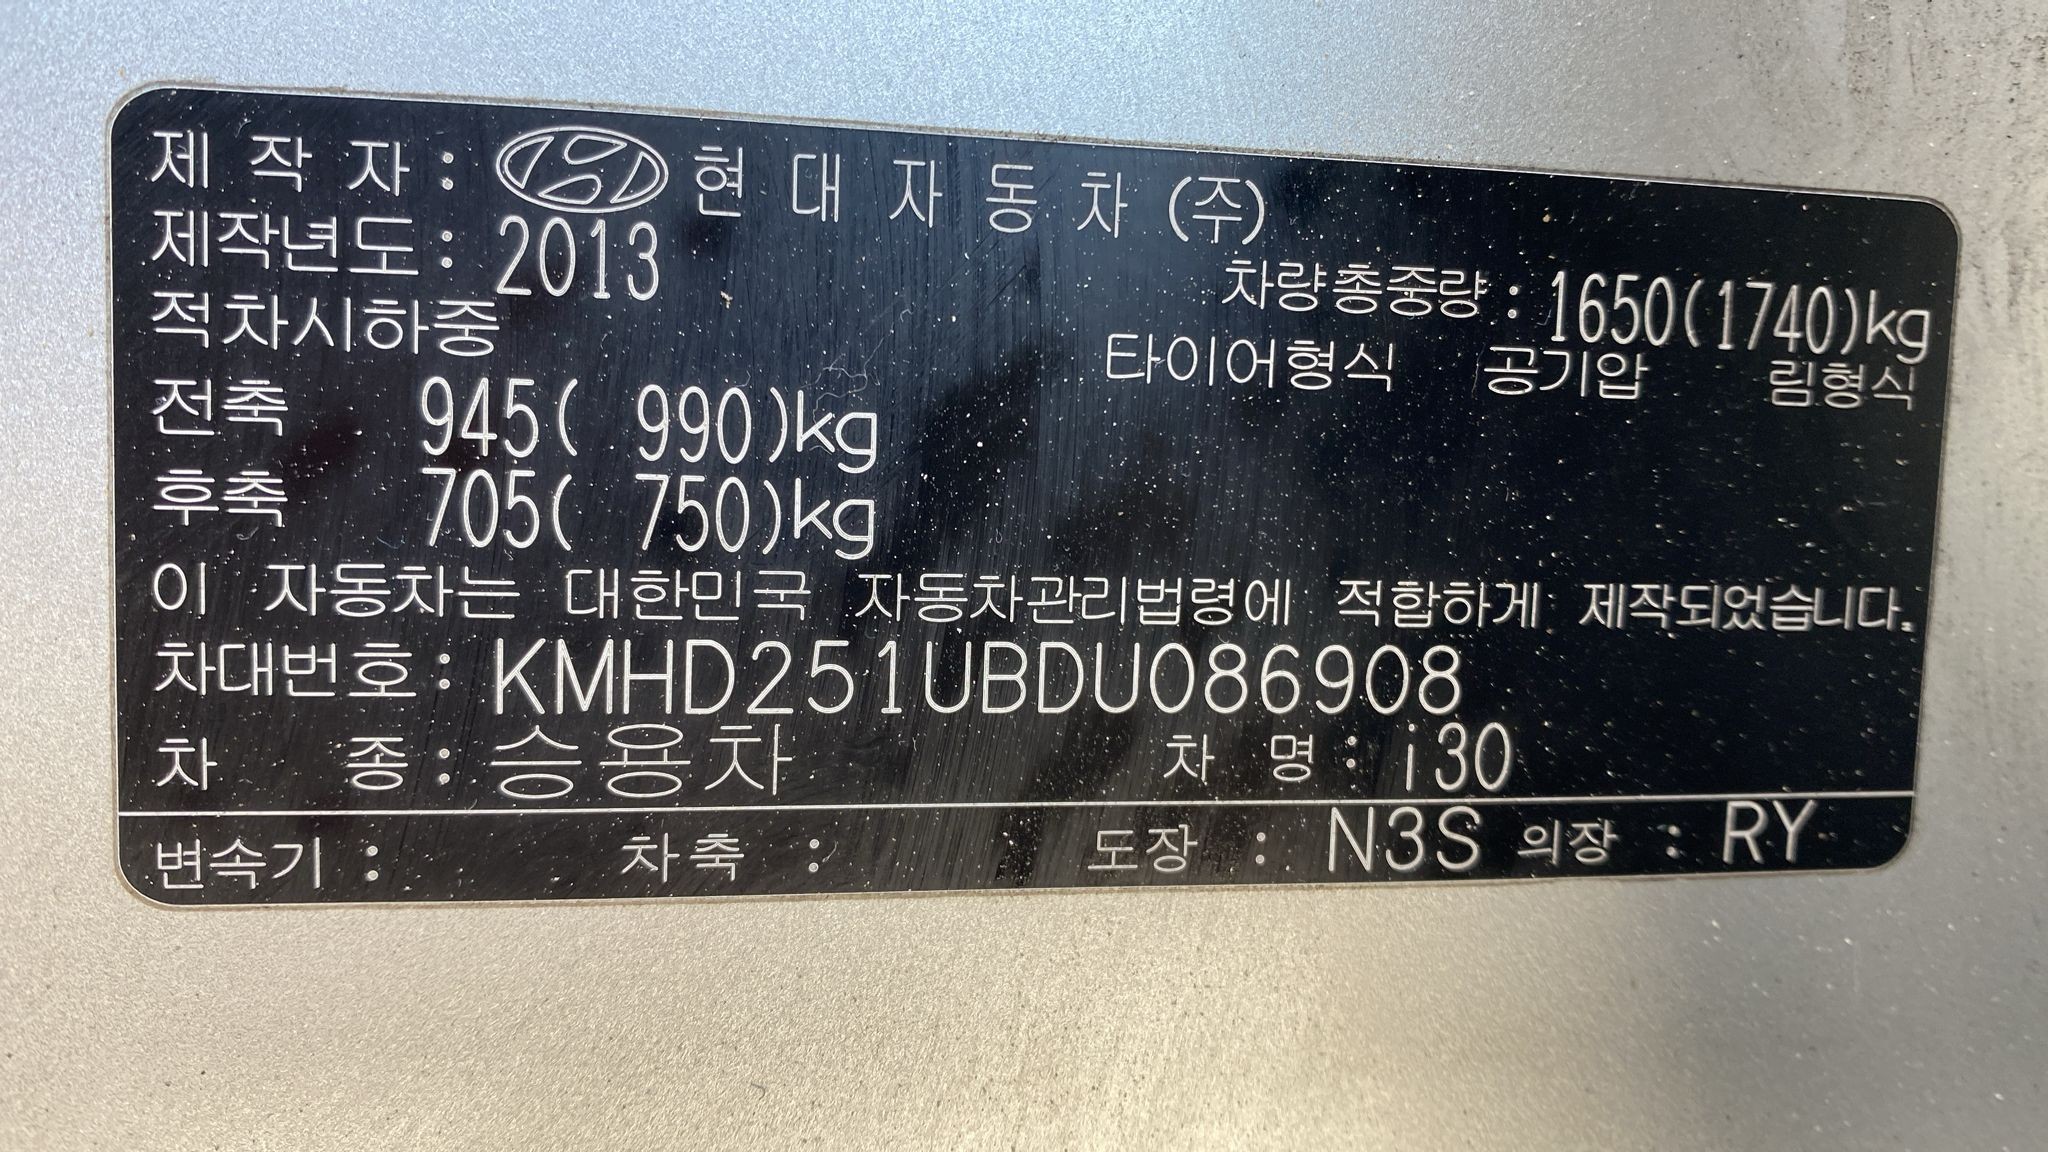 제 작 자 : 현 대 자 동 차 (주)
제작년도 : 2013
차량총중량 : 1650(1740)kg
적차시하중
타이어형식 공기압 림형식
전축 945( 990)kg
후축 705( 750)kg
이 자동차는 대한민국 자동차관리법령에 적합하게 제작되었습니다.
차대번호 : KMHD251UBDU086908
차 종 : 승용차 차 명 : i30
변속기 : 차축 : 도장 : N3S 의장 : RY